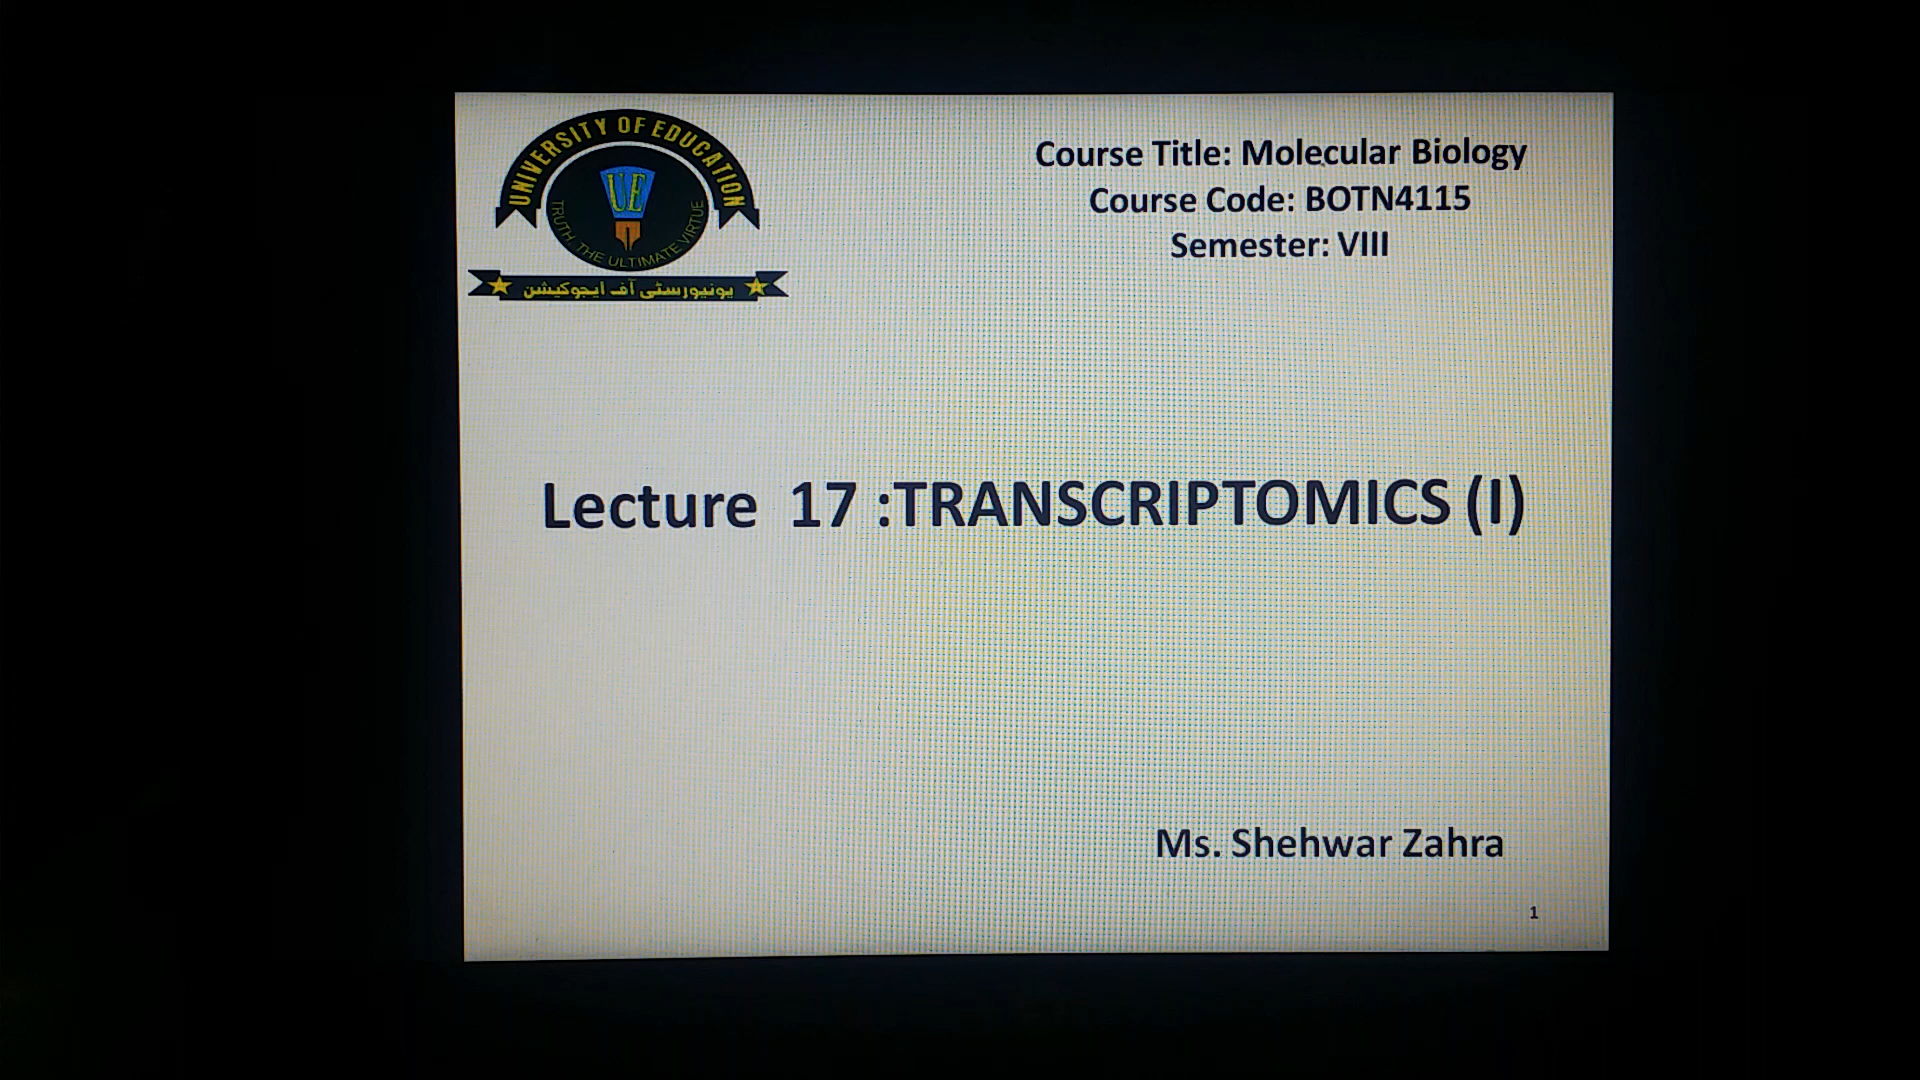 UNIVERSITY OF EDUCATION
UE
TRUTH THE ULTIMATE VIRTUE
یونیورسٹی آف ایجوکیشن
Course Title: Molecular Biology
Course Code: BOTN4115
Semester: VIII
Lecture 17 :TRANSCRIPTOMICS (I)
Ms. Shehwar Zahra
1